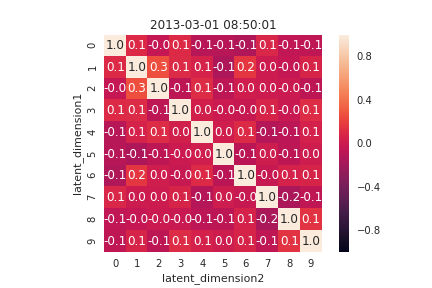 2013-03-01 08:50:01
0 1.0 0.1 -0.0 0.1 -0.1 -0.1 -0.1 0.1 -0.1 -0.1
1 0.1 1.0 0.3 0.1 0.1 -0.1 0.2 0.0 -0.0 0.1
2 -0.0 0.3 1.0 -0.1 0.1 -0.1 0.0 0.0 -0.0 -0.1
3 0.1 0.1 -0.1 1.0 0.0 -0.0 -0.0 0.1 -0.0 0.1
4 -0.1 0.1 0.1 0.0 1.0 0.0 0.1 -0.1 -0.1 0.1
5 -0.1 -0.1 -0.1 -0.0 0.0 1.0 -0.1 0.0 -0.1 0.0
6 -0.1 0.2 0.0 -0.0 0.1 -0.1 1.0 -0.0 0.1 0.1
7 0.1 0.0 0.0 0.1 -0.1 0.0 -0.0 1.0 -0.2 -0.1
8 -0.1 -0.0 -0.0 -0.0 -0.1 -0.1 0.1 -0.2 1.0 0.1
9 -0.1 0.1 -0.1 0.1 0.1 0.0 0.1 -0.1 0.1 1.0
0 1 2 3 4 5 6 7 8 9
latent_dimension2
latent_dimension1
0.8
0.4
0.0
-0.4
-0.8